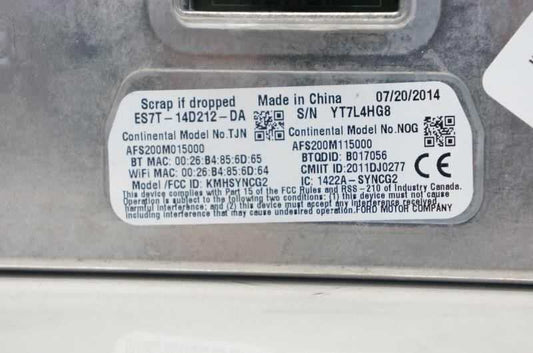 Scrap if dropped Made in China 07/20/2014
ES7T-14D212-DA S/N YT7L4HG8
Continental Model No.TJN Continental Model No.NOG
AFS200M015000 AFS200M115000
BT MAC: 00:26:B4:85:6D:65 BTQDID: B017056
WiFi MAC: 00:26:B4:85:6D:64 CMIIT ID:2011DJ0277
Model /FCC ID: KMHSYNCG2 IC: 1422A-SYNCG2
This device complies with Part 15 of the FCC Rules and RSS-210 of Industry Canada.
Operation is subject to the following two conditions: (1) this device must not cause
harmful interference; and (2) this device must accept any interference received,
including interference that may cause undesired operation.FORD MOTOR COMPANY